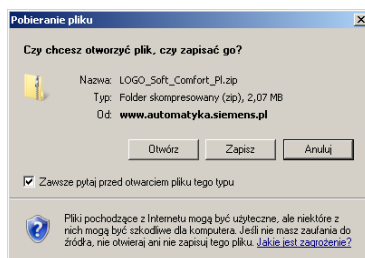 Pobieranie pliku
Czy chcesz otworzyć plik, czy zapisać go?
Nazwa: LOGO_Soft_Comfort_Pl.zip
Typ: Folder skompresowany (zip), 2,07 MB
Od: www.automatyka.siemens.pl
Otwórz Zapisz Anuluj
Zawsze pytaj przed otwarciem pliku tego typu
Pliki pochodzące z Internetu mogą być użyteczne, ale niektóre z
nich mogą być szkodliwe dla komputera. Jeśli nie masz zaufania do
źródła, nie otwieraj ani nie zapisuj tego pliku. Jakie jest zagrożenie?